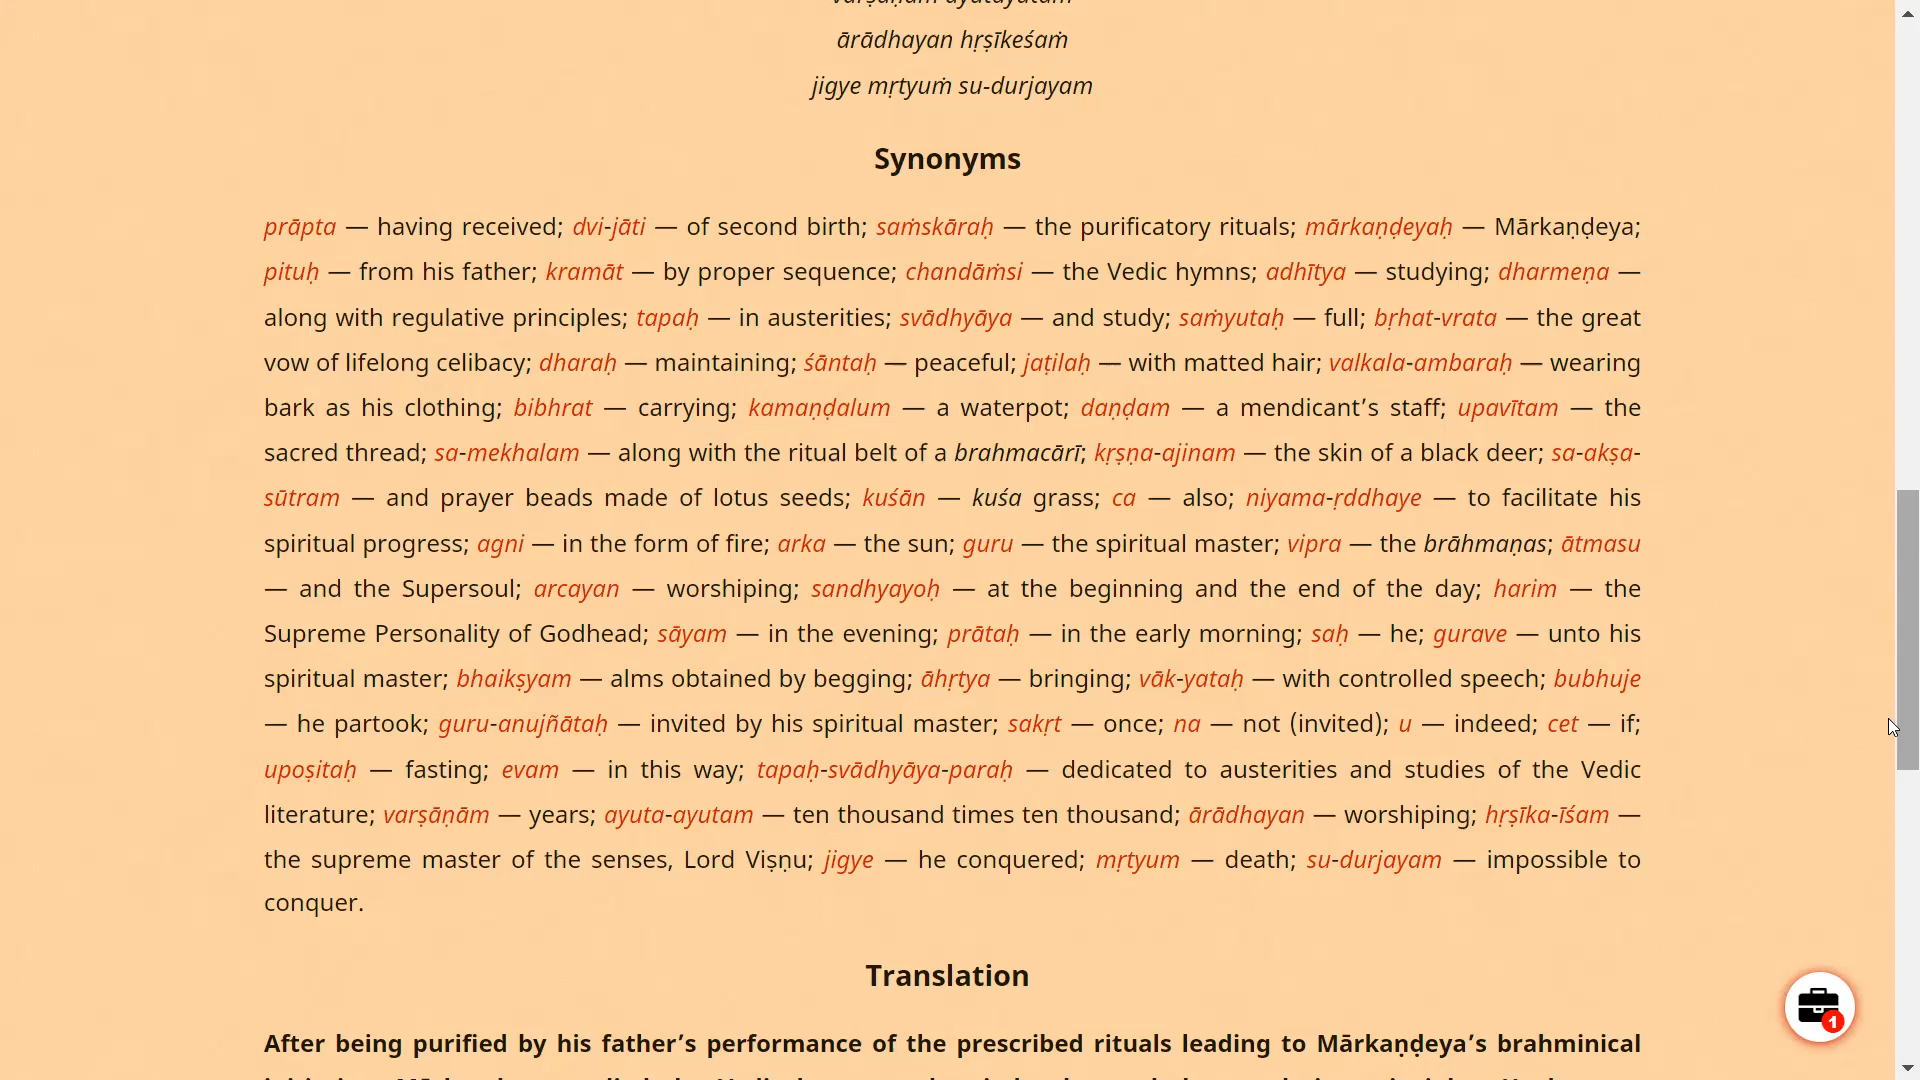 varṣāṇām ayutāyutam
ārādhayan hṛṣīkeśaṁ
jigye mṛtyuṁ su-durjayam
Synonyms
prāpta — having received; dvi-jāti — of second birth; saṁskāraḥ — the purificatory rituals; mārkaṇḍeyaḥ — Mārkaṇḍeya;
pituḥ — from his father; kramāt — by proper sequence; chandāṁsi — the Vedic hymns; adhītya — studying; dharmeṇa —
along with regulative principles; tapaḥ — in austerities; svādhyāya — and study; saṁyutaḥ — full; bṛhat-vrata — the great
vow of lifelong celibacy; dharaḥ — maintaining; śāntaḥ — peaceful; jaṭilaḥ — with matted hair; valkala-ambaraḥ — wearing
bark as his clothing; bibhrat — carrying; kamaṇḍalum — a waterpot; daṇḍam — a mendicant’s staff; upavītam — the
sacred thread; sa-mekhalam — along with the ritual belt of a brahmacārī; kṛṣṇa-ajinam — the skin of a black deer; sa-akṣa-
sūtram — and prayer beads made of lotus seeds; kuśān — kuśa grass; ca — also; niyama-ṛddhaye — to facilitate his
spiritual progress; agni — in the form of fire; arka — the sun; guru — the spiritual master; vipra — the brāhmaṇas; ātmasu
— and the Supersoul; arcayan — worshiping; sandhyayoḥ — at the beginning and the end of the day; harim — the
Supreme Personality of Godhead; sāyam — in the evening; prātaḥ — in the early morning; saḥ — he; gurave — unto his
spiritual master; bhaikṣyam — alms obtained by begging; āhṛtya — bringing; vāk-yataḥ — with controlled speech; bubhuje
— he partook; guru-anujñātaḥ — invited by his spiritual master; sakṛt — once; na — not (invited); u — indeed; cet — if;
upoṣitaḥ — fasting; evam — in this way; tapaḥ-svādhyāya-paraḥ — dedicated to austerities and studies of the Vedic
literature; varṣāṇām — years; ayuta-ayutam — ten thousand times ten thousand; ārādhayan — worshiping; hṛṣīka-īśam —
the supreme master of the senses, Lord Viṣṇu; jigye — he conquered; mṛtyum — death; su-durjayam — impossible to
conquer.
Translation
After being purified by his father’s performance of the prescribed rituals leading to Mārkaṇḍeya’s brahminical
1